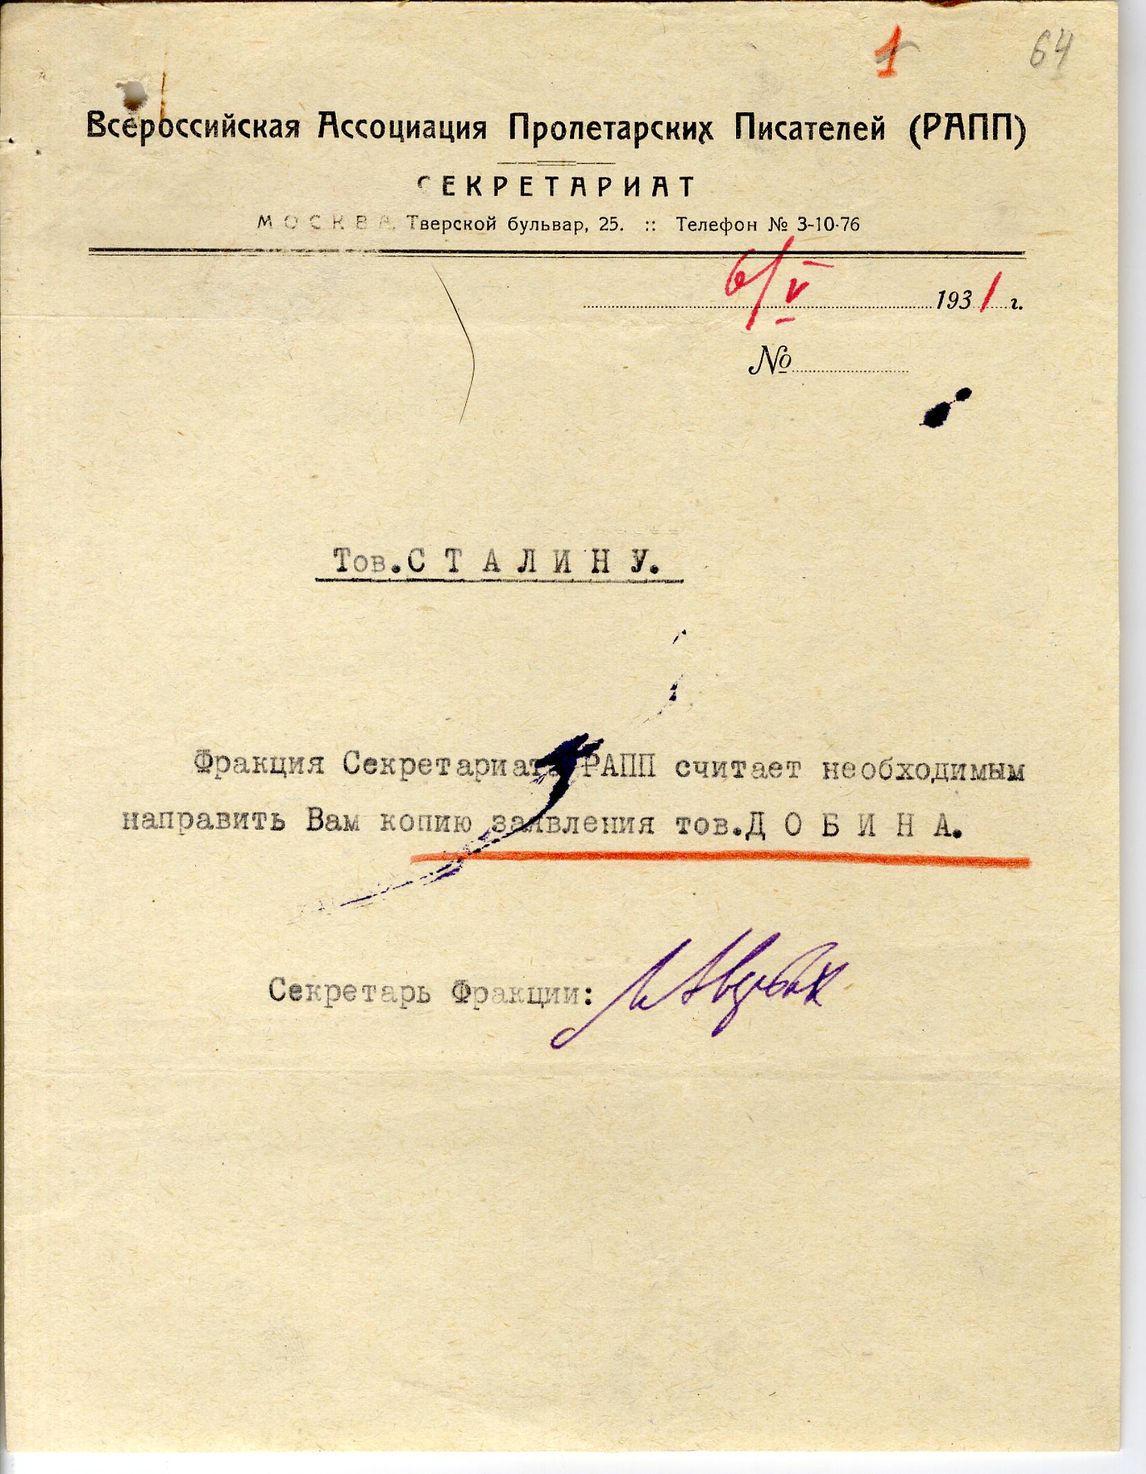 1 64
Всероссийская Ассоциация Пролетарских Писателей (РАПП)
СЕКРЕТАРИАТ
МОСКВА, Тверской бульвар, 25. :: Телефон № 3-10-76
6/V 1931 г.
№
Тов.С Т А Л И Н У.
Фракция Секретариата РАПП считает необходимым
направить Вам копию заявления тов.Д О Б И Н А.
Секретарь Фракции: Л Авербах